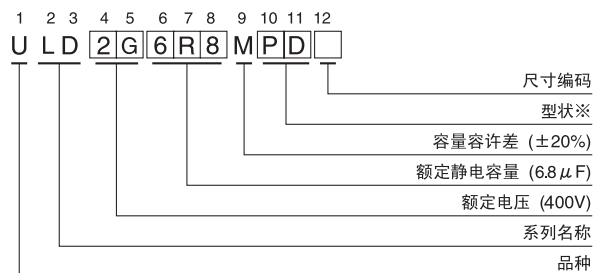 1 2 3 4 5 6 7 8 9 10 11 12
U L D 2 G 6 R 8 M P D
尺寸编码
型状※
容量容许差 (±20%)
额定静电容量 (6.8μF)
额定电压 (400V)
系列名称
品种